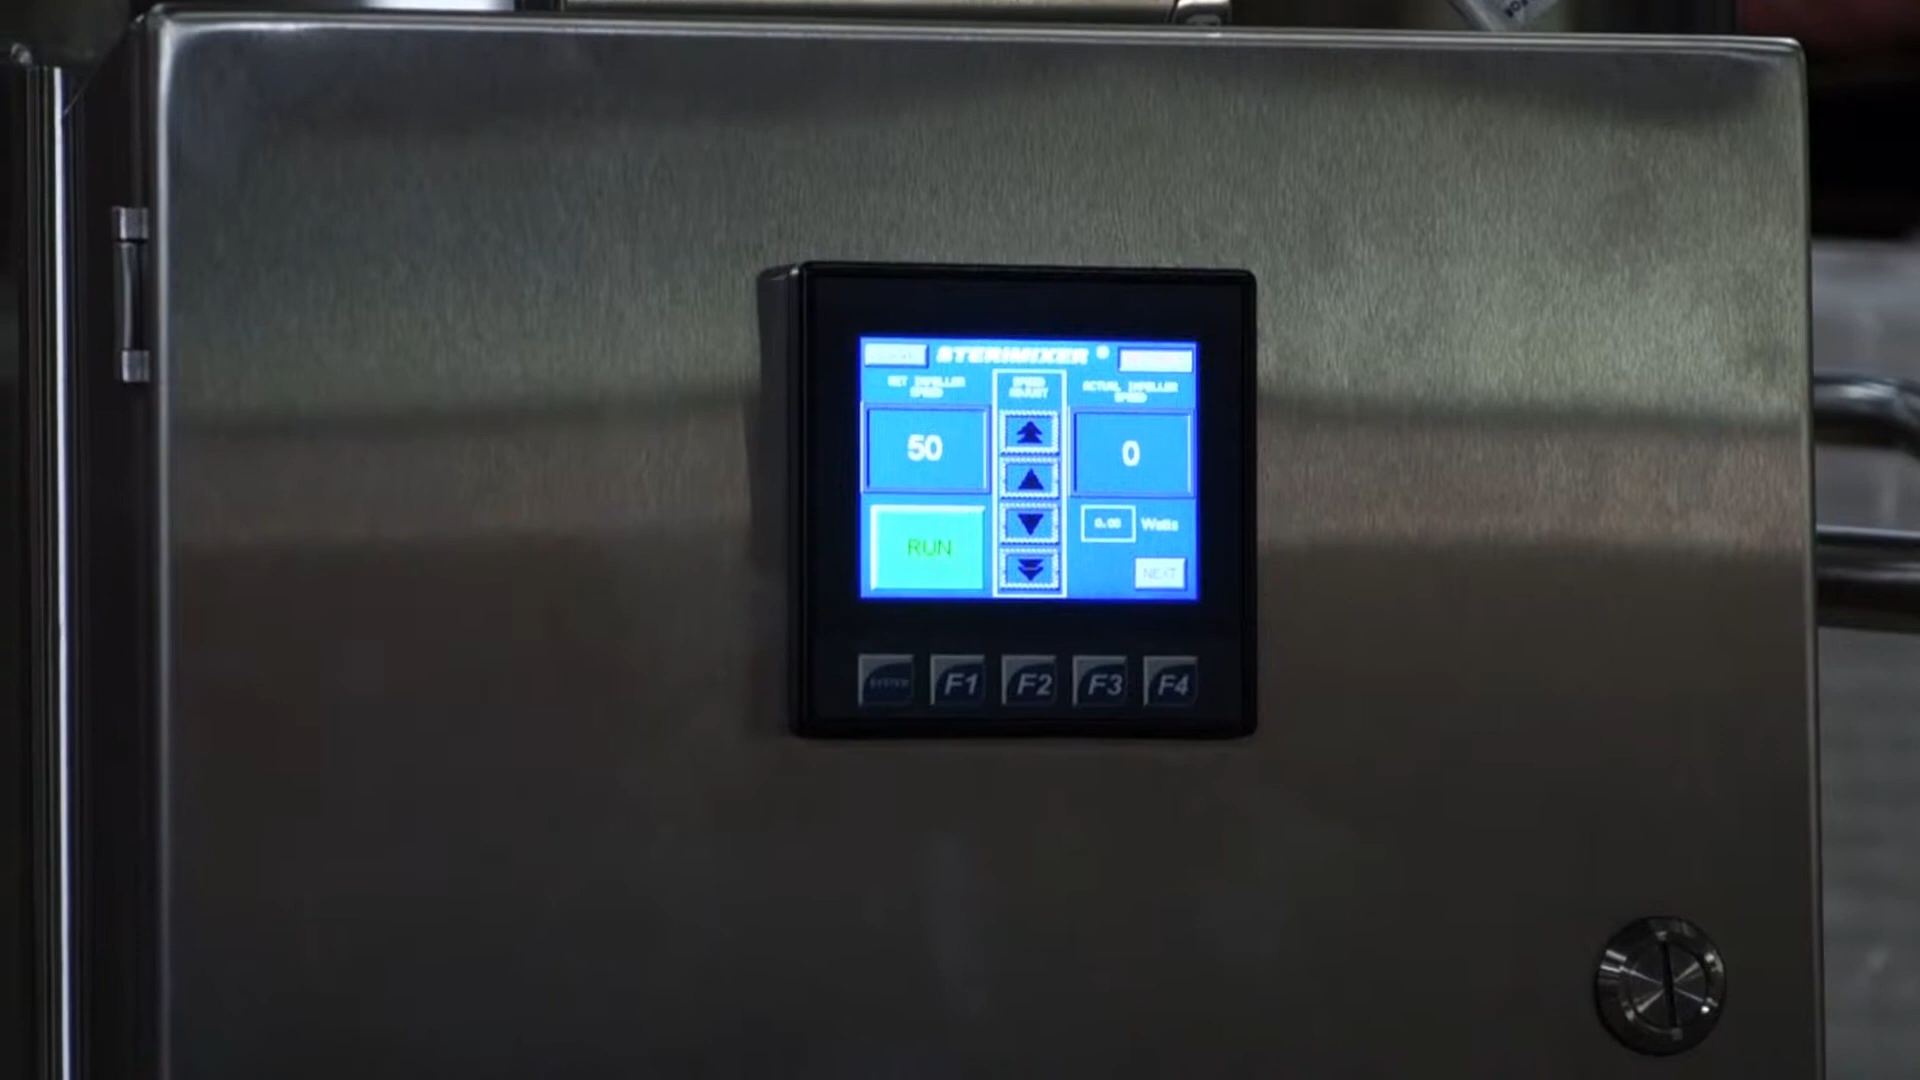 STERIMIXER ®
SET IMPELLER
SPEED
SPEED
ADJUST
ACTUAL IMPELLER
SPEED
50
0
RUN
0.00 Watts
NEXT
SYSTEM F1 F2 F3 F4